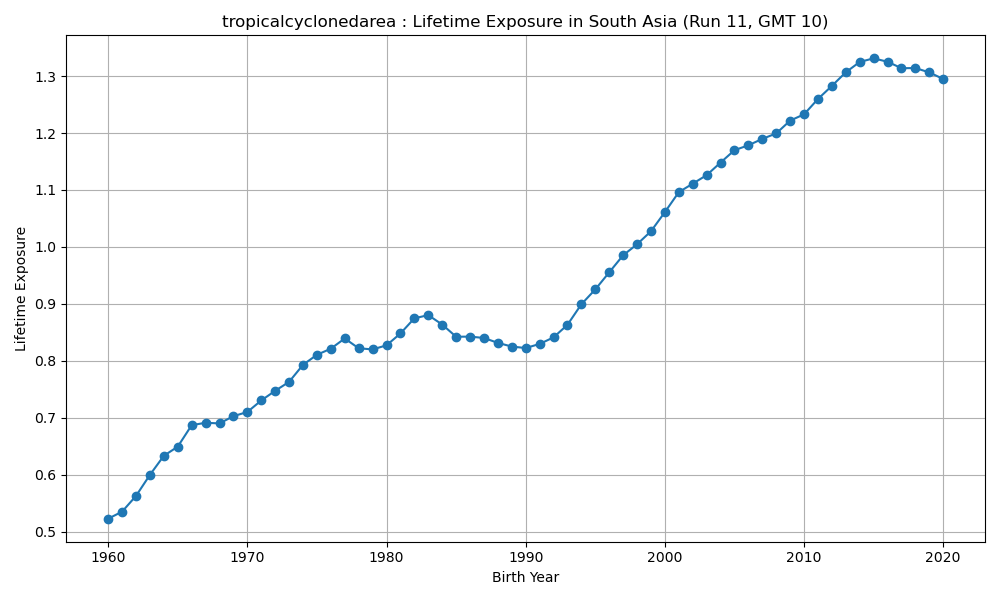 tropicalcyclonedarea : Lifetime Exposure in South Asia (Run 11, GMT 10)
Lifetime Exposure
1.3
1.2
1.1
1.0
0.9
0.8
0.7
0.6
0.5
1960 1970 1980 1990 2000 2010 2020
Birth Year